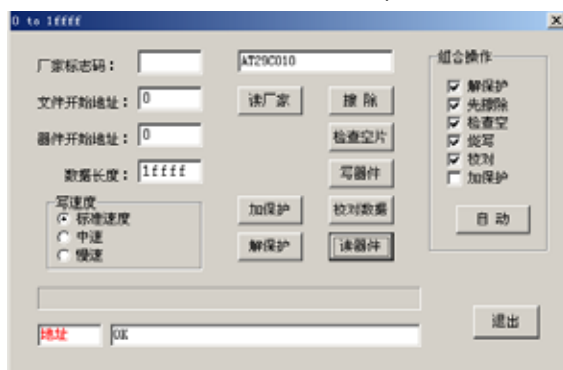 0 to 1ffff
厂家标志码：
AT29C010
文件开始地址： 0
读厂家
擦 除
器件开始地址： 0
检查空片
数据长度： 1ffff
写器件
写速度
标准速度
中速
慢速
加保护
校对数据
解保护
读器件
组合操作
解保护
先擦除
检查空
烧写
校对
加保护
自 动
地址
OK
退出